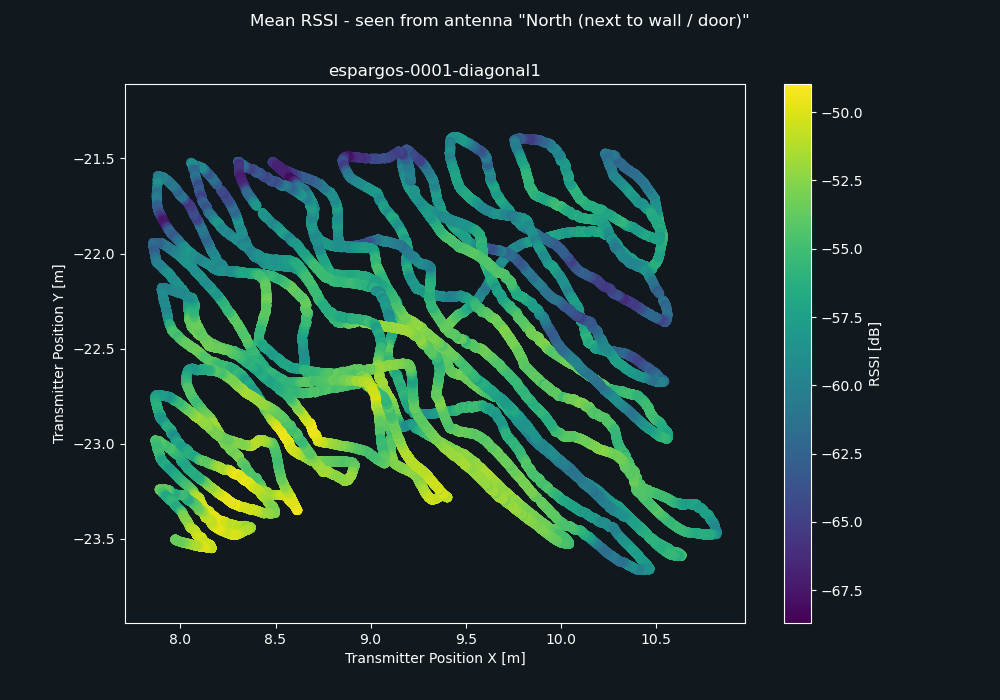 Mean RSSI - seen from antenna "North (next to wall / door)"
espargos-0001-diagonal1
Transmitter Position Y [m]
−21.5
−22.0
−22.5
−23.0
−23.5
8.0 8.5 9.0 9.5 10.0 10.5
Transmitter Position X [m]
−50.0
−52.5
−55.0
−57.5
−60.0
−62.5
−65.0
−67.5
RSSI [dB]